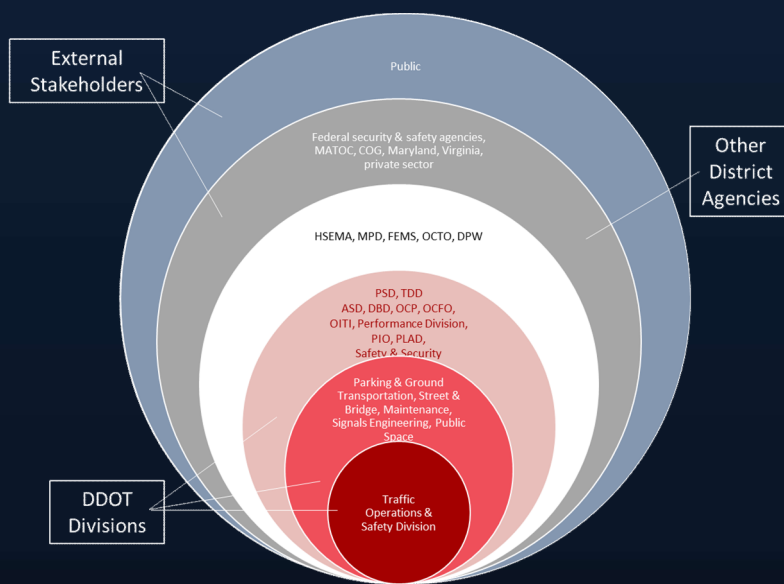 External
Stakeholders
Public
Federal security & safety agencies,
MATOC, COG, Maryland, Virginia,
private sector
Other
District
Agencies
HSEMA, MPD, FEMS, OCTO, DPW
PSD, TDD
ASD, DBD, OCP, OCFO,
OITI, Performance Division,
PIO, PLAD,
Safety & Security
Parking & Ground
Transportation, Street &
Bridge, Maintenance,
Signals Engineering, Public
Space
DDOT
Divisions
Traffic
Operations &
Safety Division